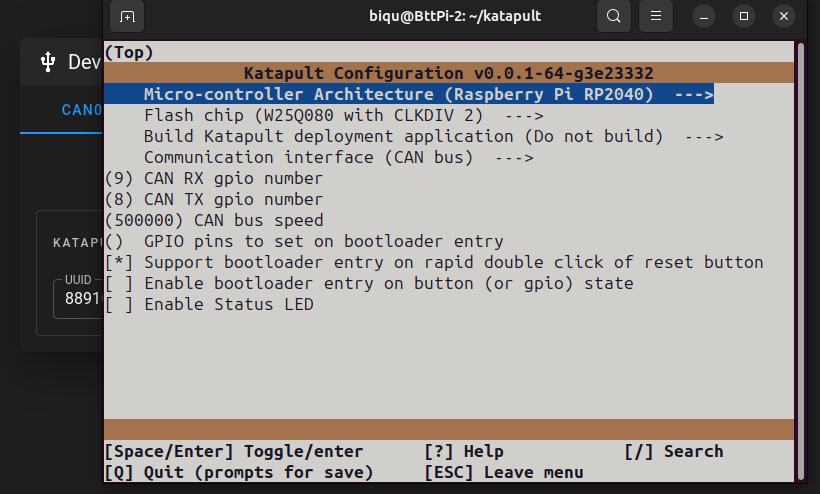 biqu@BttPi-2: ~/katapult
Dev
CAN0
KATAPU
UUID
8891
(Top)
Katapult Configuration v0.0.1-64-g3e23332
Micro-controller Architecture (Raspberry Pi RP2040)  --->
Flash chip (W25Q080 with CLKDIV 2)  --->
Build Katapult deployment application (Do not build)  --->
Communication interface (CAN bus)  --->
(9) CAN RX gpio number
(8) CAN TX gpio number
(500000) CAN bus speed
()  GPIO pins to set on bootloader entry
[*] Support bootloader entry on rapid double click of reset button
[ ] Enable bootloader entry on button (or gpio) state
[ ] Enable Status LED
[Space/Enter] Toggle/enter      [?] Help            [/] Search
[Q] Quit (prompts for save)     [ESC] Leave menu